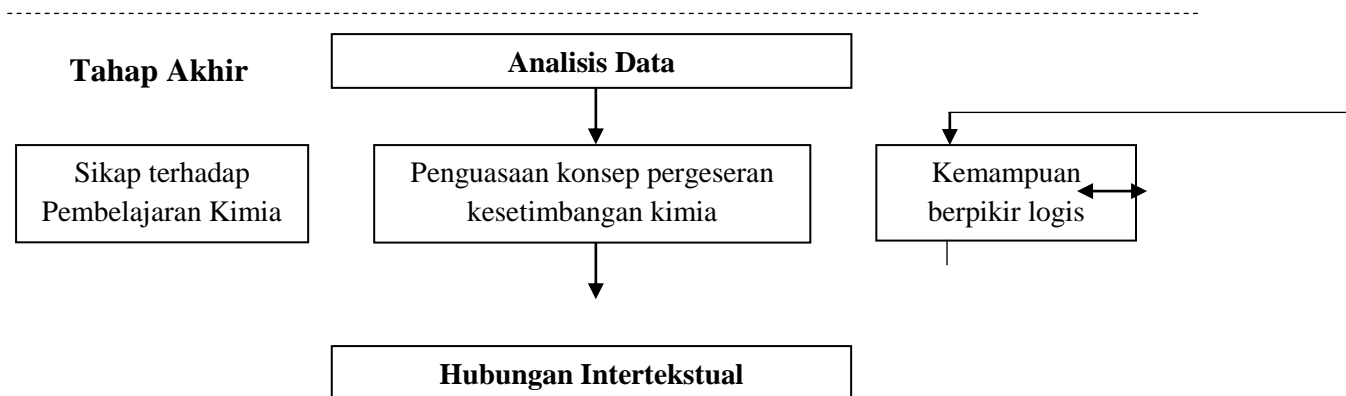 Tahap Akhir
Analisis Data
Sikap terhadap
Pembelajaran Kimia
Penguasaan konsep pergeseran
kesetimbangan kimia
Kemampuan
berpikir logis
Hubungan Intertekstual